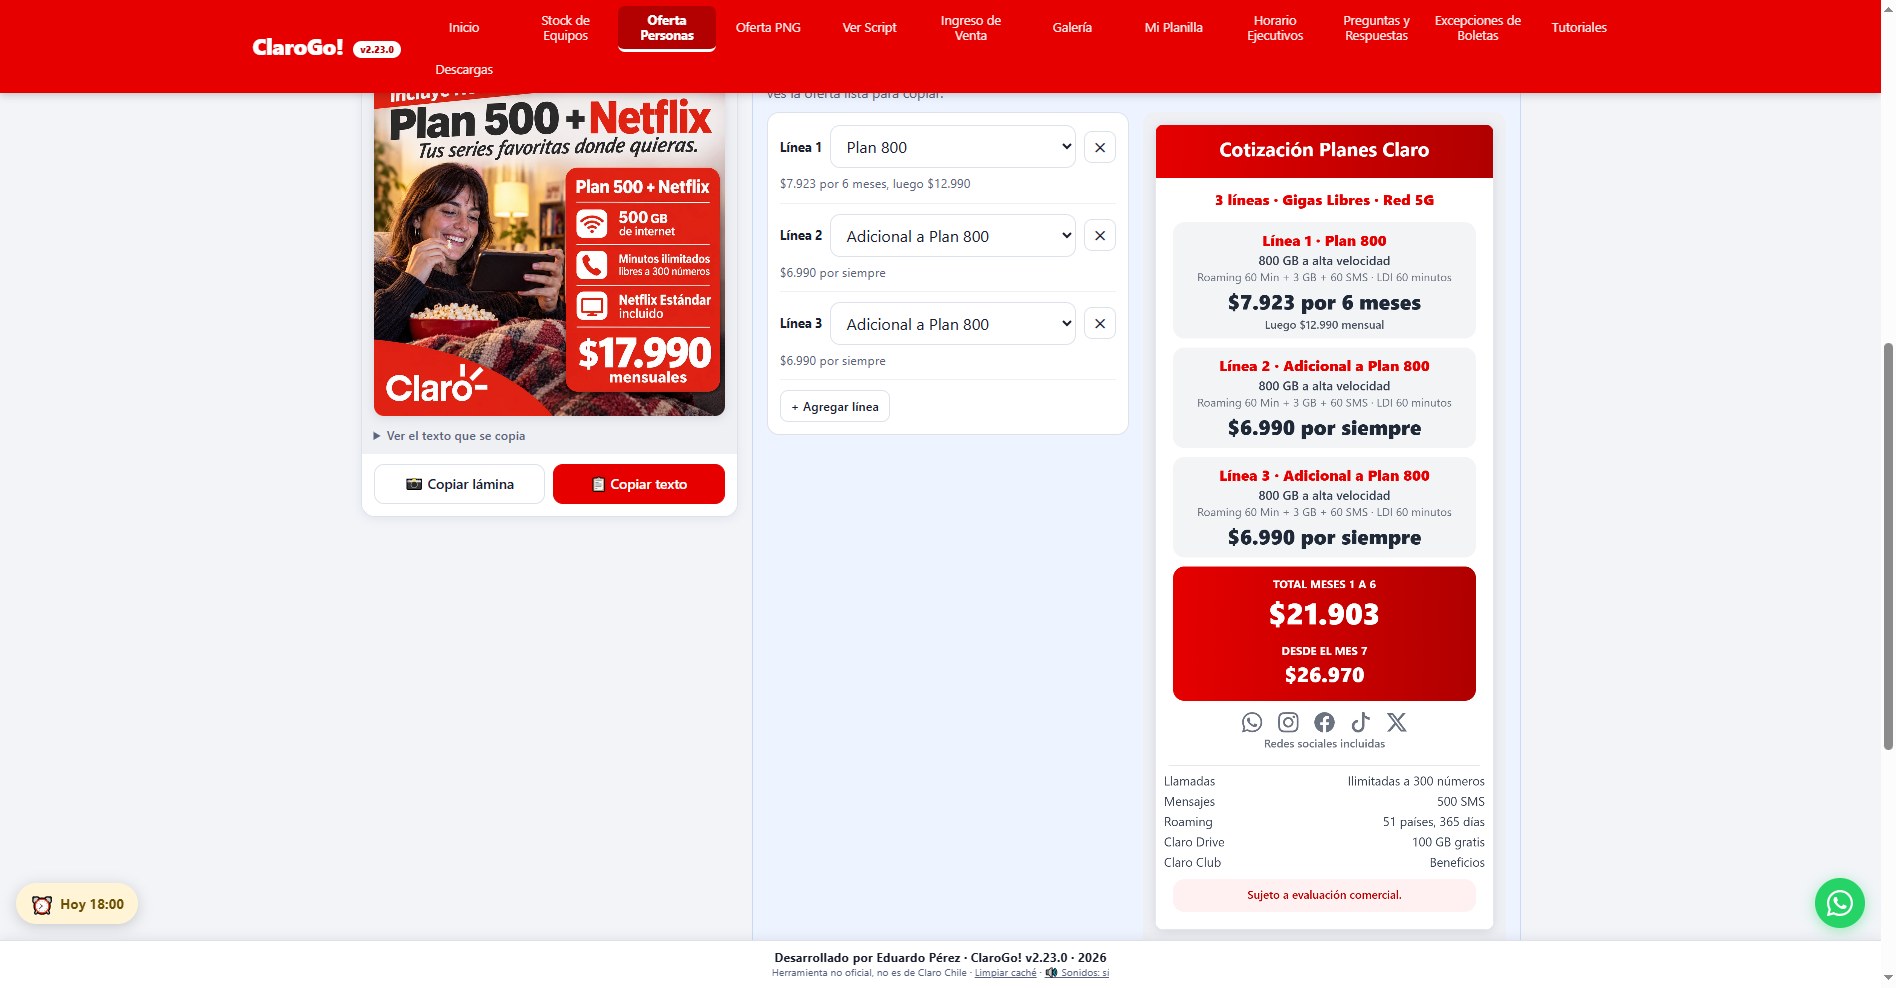 ClaroGo! v2.23.0
Inicio
Stock de Equipos
Oferta Personas
Oferta PNG
Ver Script
Ingreso de Venta
Galería
Mi Planilla
Horario Ejecutivos
Preguntas y Respuestas
Excepciones de Boletas
Tutoriales
Descargas
Plan 500 + Netflix
Tus series favoritas donde quieras.
Plan 500 + Netflix
500 GB
de internet
Minutos ilimitados
libres a 300 números
Netflix Estándar
incluido
$17.990
mensuales
Claro
Ver el texto que se copia
Copiar lámina
Copiar texto
ves la oferta lista para copiar.
Línea 1 Plan 800
$7.923 por 6 meses, luego $12.990
Línea 2 Adicional a Plan 800
$6.990 por siempre
Línea 3 Adicional a Plan 800
$6.990 por siempre
+ Agregar línea
Cotización Planes Claro
3 líneas · Gigas Libres · Red 5G
Línea 1 · Plan 800
800 GB a alta velocidad
Roaming 60 Min + 3 GB + 60 SMS · LDI 60 minutos
$7.923 por 6 meses
Luego $12.990 mensual
Línea 2 · Adicional a Plan 800
800 GB a alta velocidad
Roaming 60 Min + 3 GB + 60 SMS · LDI 60 minutos
$6.990 por siempre
Línea 3 · Adicional a Plan 800
800 GB a alta velocidad
Roaming 60 Min + 3 GB + 60 SMS · LDI 60 minutos
$6.990 por siempre
TOTAL MESES 1 A 6
$21.903
DESDE EL MES 7
$26.970
Redes sociales incluidas
Llamadas Ilimitadas a 300 números
Mensajes 500 SMS
Roaming 51 países, 365 días
Claro Drive 100 GB gratis
Claro Club Beneficios
Sujeto a evaluación comercial.
Hoy 18:00
Desarrollado por Eduardo Pérez · ClaroGo! v2.23.0 · 2026
Herramienta no oficial, no es de Claro Chile · Limpiar caché · Sonidos: sí